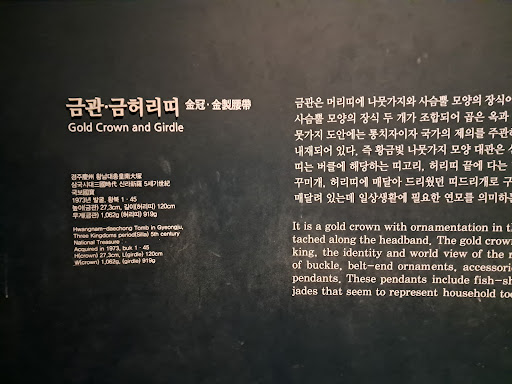 금관·금허리띠 金冠·金製腰帶
Gold Crown and Girdle
경주慶州 황남대총皇南大塚
삼국시대三國時代 신라新羅 5세기世紀
국보國寶
1973년 발굴, 황북 1·45
높이(금관) 27.3cm, 길이(허리띠) 120cm
무게(금관) 1,062g, (허리띠) 919g
Hwangnam-daechong Tomb in Gyeongju,
Three Kingdoms period(Silla) 5th century
National Treasure
Acquired in 1973, buk 1·45
H(crown) 27.3cm, L(girdle) 120cm
W(crown) 1,062g, (girdle) 919g
금관은 머리띠에 나뭇가지와 사슴뿔 모양의 장식이
사슴뿔 모양의 장식 두 개가 조합되어 곱은 옥과
뭇가지 도안에는 통치자이자 국가의 제의를 주관하
내재되어 있다. 즉 황금빛 나뭇가지 모양 대관은 신
띠는 버클에 해당하는 띠고리, 허리띠 끝에 다는
꾸미개, 허리띠에 매달아 드리웠던 띠드리개로 구
매달려 있는데 일상생활에 필요한 연모를 의미하는
It is a gold crown with ornamentation in th
tached along the headband. The gold crow
king, the identity and world view of the r
of buckle, belt-end ornaments, accessorie
pendants. These pendants include fish-sh
jades that seem to represent household too